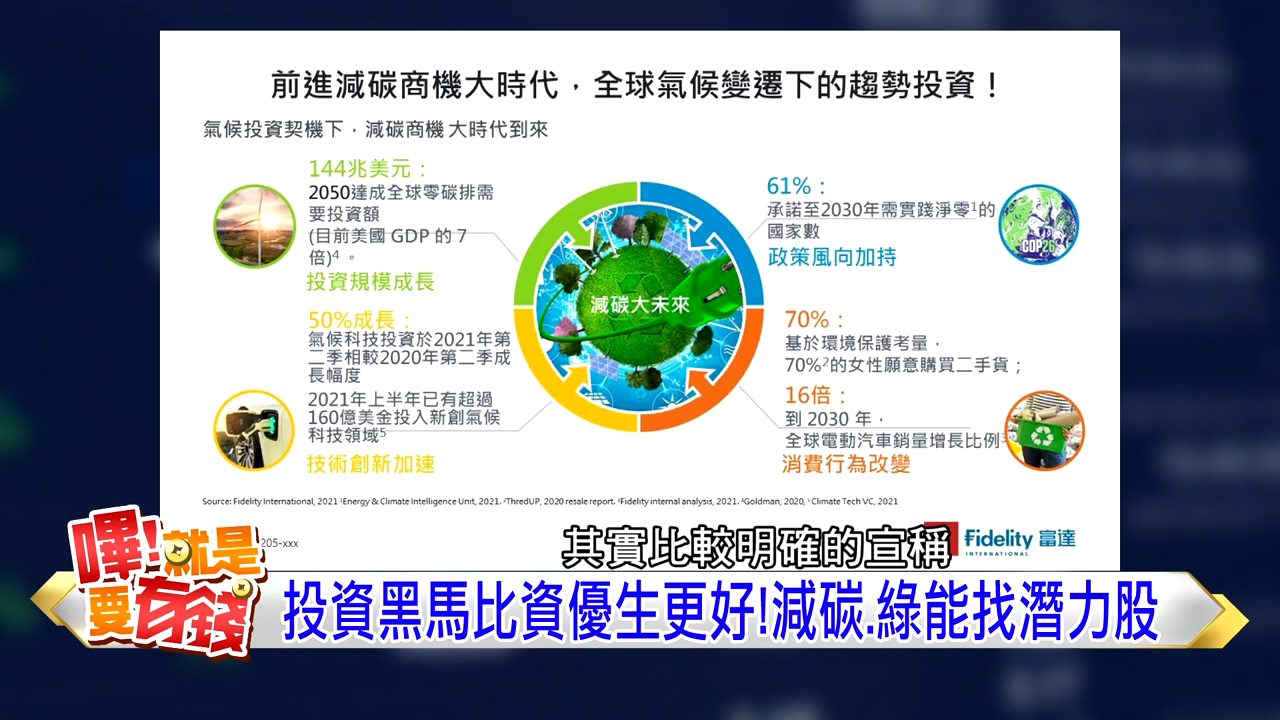 前進減碳商機大時代，全球氣候變遷下的趨勢投資！
氣候投資契機下，減碳商機大時代到來
144兆美元：
2050達成全球零碳排需
要投資額
(目前美國 GDP 的 7
倍)⁴ 。
投資規模成長
50%成長：
氣候科技投資於2021年第
二季相較2020年第二季成
長幅度
2021年上半年已有超過
160億美金投入新創氣候
科技領域⁵
技術創新加速
減碳大未來
61%：
承諾至2030年需實踐淨零¹的
國家數
政策風向加持
COP26
70%：
基於環境保護考量，
70%²的女性願意購買二手貨；
16倍：
到 2030 年，
全球電動汽車銷量增長比例³
消費行為改變
Source: Fidelity International, 2021 ¹Energy & Climate Intelligence Unit, 2021. ²ThredUP, 2020 resale report. ⁴Fidelity internal analysis, 2021. ⁴Goldman, 2020, ⁵ Climate Tech VC, 2021
205-xxx
其實比較明確的宣稱
Fidelity 富達
INTERNATIONAL
嗶!就是
要有錢
投資黑馬比資優生更好!減碳.綠能找潛力股